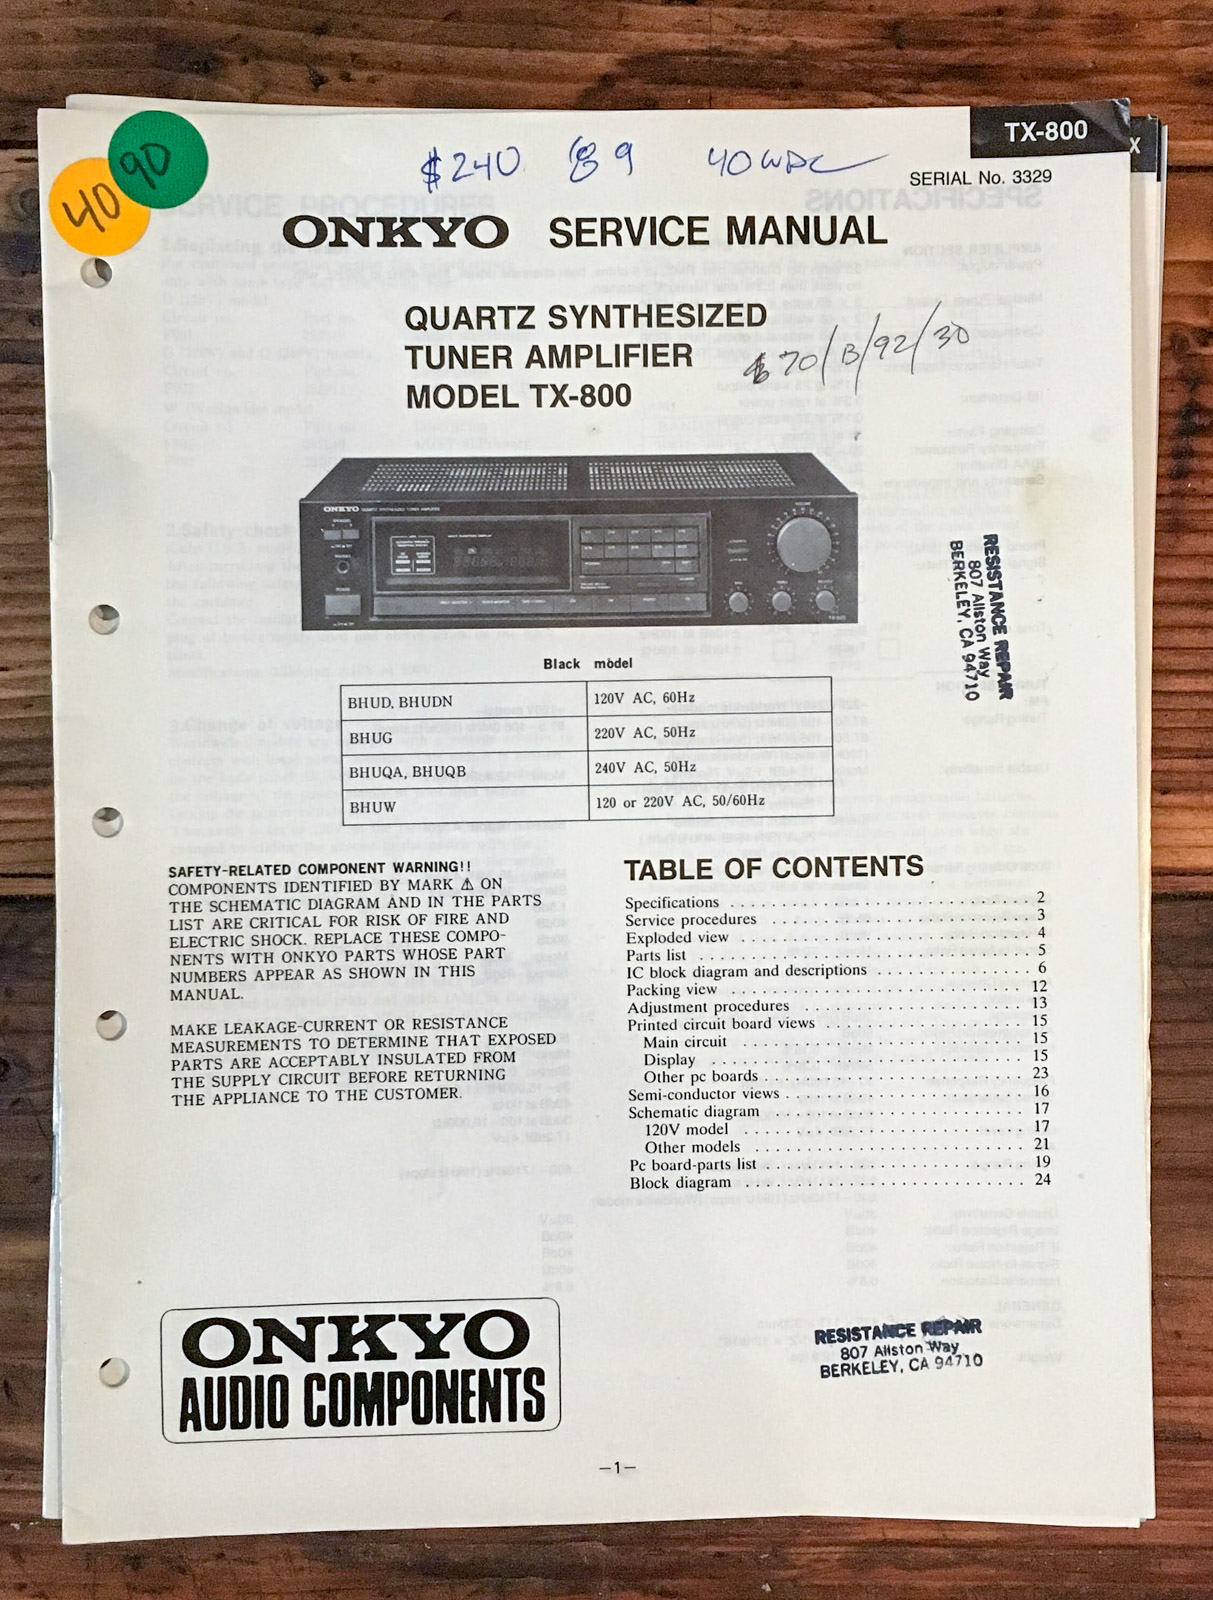 TX-800
X
SERIAL No. 3329
$240 89 40WPC
90
40
ONKYO SERVICE MANUAL
QUARTZ SYNTHESIZED
TUNER AMPLIFIER
MODEL TX-800
$70/B/92/30
ONKYO QUARTZ SYNTHESIZED TUNER AMPLIFIER
Black model
BHUD, BHUDN 120V AC, 60Hz
BHUG 220V AC, 50Hz
BHUQA, BHUQB 240V AC, 50Hz
BHUW 120 or 220V AC, 50/60Hz
RESISTANCE REPAIR
807 Allston Way
BERKELEY, CA 94710
SAFETY-RELATED COMPONENT WARNING!!
COMPONENTS IDENTIFIED BY MARK ⚠ ON
THE SCHEMATIC DIAGRAM AND IN THE PARTS
LIST ARE CRITICAL FOR RISK OF FIRE AND
ELECTRIC SHOCK. REPLACE THESE COMPO-
NENTS WITH ONKYO PARTS WHOSE PART
NUMBERS APPEAR AS SHOWN IN THIS
MANUAL.
MAKE LEAKAGE-CURRENT OR RESISTANCE
MEASUREMENTS TO DETERMINE THAT EXPOSED
PARTS ARE ACCEPTABLY INSULATED FROM
THE SUPPLY CIRCUIT BEFORE RETURNING
THE APPLIANCE TO THE CUSTOMER.
TABLE OF CONTENTS
Specifications . . . . . . . . . . 2
Service procedures . . . . . . . . . . 3
Exploded view . . . . . . . . . . 4
Parts list . . . . . . . . . . 5
IC block diagram and descriptions . . . . . . . . . . 6
Packing view . . . . . . . . . . 12
Adjustment procedures . . . . . . . . . . 13
Printed circuit board views . . . . . . . . . . 15
Main circuit . . . . . . . . . . 15
Display . . . . . . . . . . 15
Other pc boards . . . . . . . . . . 23
Semi-conductor views . . . . . . . . . . 16
Schematic diagram . . . . . . . . . . 17
120V model . . . . . . . . . . 17
Other models . . . . . . . . . . 21
Pc board-parts list . . . . . . . . . . 19
Block diagram . . . . . . . . . . 24
ONKYO
AUDIO COMPONENTS
RESISTANCE REPAIR
807 Allston Way
BERKELEY, CA 94710
—1—